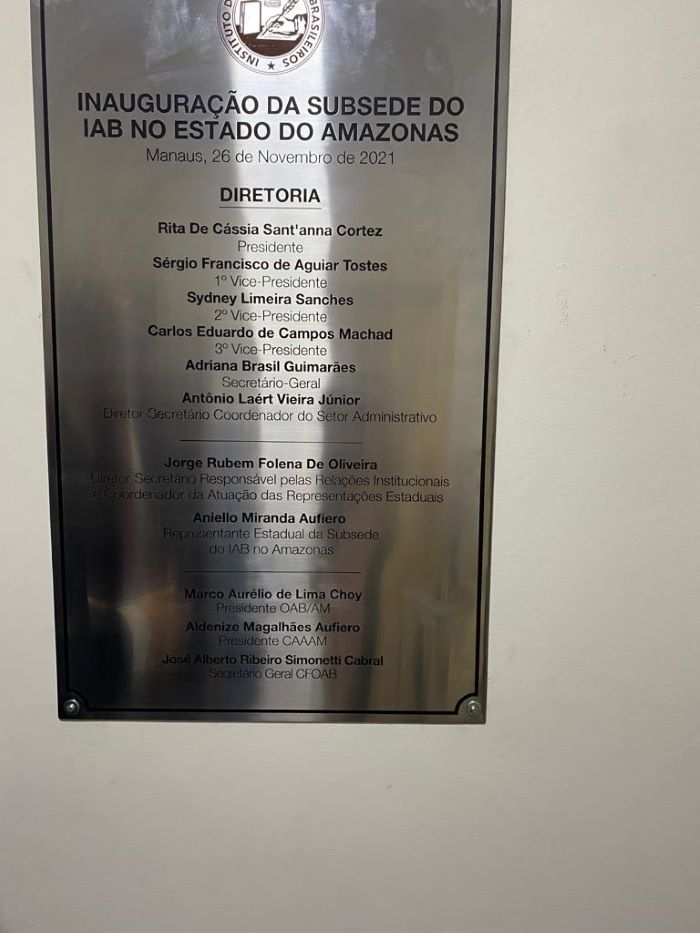 INSTITUTO D
BRASILEIROS
INAUGURAÇÃO DA SUBSEDE DO
IAB NO ESTADO DO AMAZONAS
Manaus, 26 de Novembro de 2021
DIRETORIA
Rita De Cássia Sant'anna Cortez
Presidente
Sérgio Francisco de Aguiar Tostes
1º Vice-Presidente
Sydney Limeira Sanches
2º Vice-Presidente
Carlos Eduardo de Campos Machad
3º Vice-Presidente
Adriana Brasil Guimarães
Secretário-Geral
Antônio Laért Vieira Júnior
Diretor Secretário Coordenador do Setor Administrativo
Jorge Rubem Folena De Oliveira
Diretor Secretário Responsável pelas Relações Institucionais
e Coordenador da Atuação das Representações Estaduais
Aniello Miranda Aufiero
Representante Estadual da Subsede
do IAB no Amazonas
Marco Aurélio de Lima Choy
Presidente OAB/AM
Aldenize Magalhães Aufiero
Presidente CAAAM
José Alberto Ribeiro Simonetti Cabral
Secretário Geral CFOAB